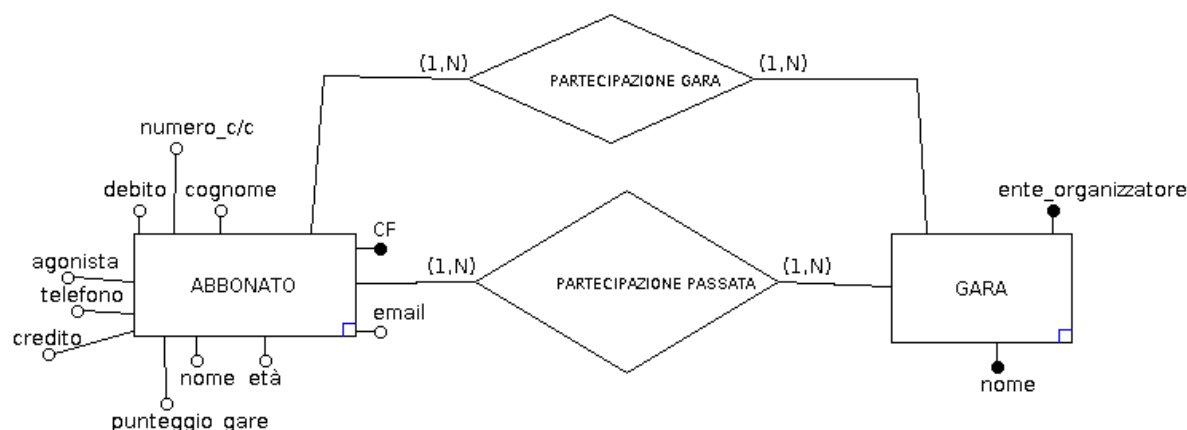 (1,N)
PARTECIPAZIONE GARA
(1,N)
numero_c/c
debito
cognome
ente_organizzatore
CF
agonista
telefono
ABBONATO
(1,N)
PARTECIPAZIONE PASSATA
(1,N)
GARA
credito
email
nome
età
nome
punteggio_gare